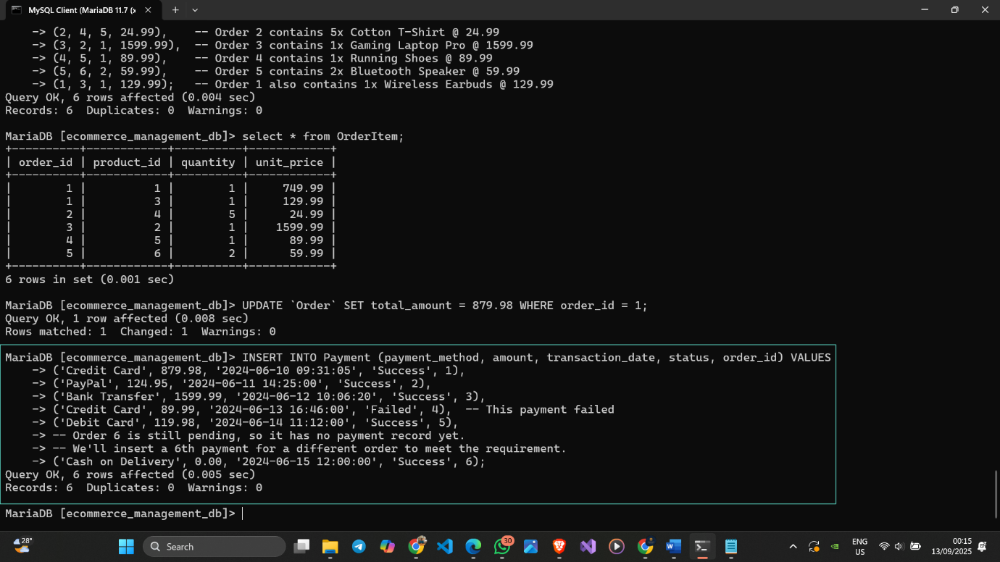 MySQL Client (MariaDB 11.7 (x
-> (2, 4, 5, 24.99),    -- Order 2 contains 5x Cotton T-Shirt @ 24.99
-> (3, 2, 1, 1599.99),  -- Order 3 contains 1x Gaming Laptop Pro @ 1599.99
-> (4, 5, 1, 89.99),    -- Order 4 contains 1x Running Shoes @ 89.99
-> (5, 6, 2, 59.99),    -- Order 5 contains 2x Bluetooth Speaker @ 59.99
-> (1, 3, 1, 129.99);   -- Order 1 also contains 1x Wireless Earbuds @ 129.99
Query OK, 6 rows affected (0.004 sec)
Records: 6  Duplicates: 0  Warnings: 0
MariaDB [ecommerce_management_db]> select * from OrderItem;
+----------+------------+----------+------------+
| order_id | product_id | quantity | unit_price |
+----------+------------+----------+------------+
|        1 |          1 |        1 |     749.99 |
|        1 |          3 |        1 |     129.99 |
|        2 |          4 |        5 |      24.99 |
|        3 |          2 |        1 |    1599.99 |
|        4 |          5 |        1 |      89.99 |
|        5 |          6 |        2 |      59.99 |
+----------+------------+----------+------------+
6 rows in set (0.001 sec)
MariaDB [ecommerce_management_db]> UPDATE `Order` SET total_amount = 879.98 WHERE order_id = 1;
Query OK, 1 row affected (0.008 sec)
Rows matched: 1  Changed: 1  Warnings: 0
MariaDB [ecommerce_management_db]> INSERT INTO Payment (payment_method, amount, transaction_date, status, order_id) VALUES
-> ('Credit Card', 879.98, '2024-06-10 09:31:05', 'Success', 1),
-> ('PayPal', 124.95, '2024-06-11 14:25:00', 'Success', 2),
-> ('Bank Transfer', 1599.99, '2024-06-12 10:06:20', 'Success', 3),
-> ('Credit Card', 89.99, '2024-06-13 16:46:00', 'Failed', 4),  -- This payment failed
-> ('Debit Card', 119.98, '2024-06-14 11:12:00', 'Success', 5),
-> -- Order 6 is still pending, so it has no payment record yet.
-> -- We'll insert a 6th payment for a different order to meet the requirement.
-> ('Cash on Delivery', 0.00, '2024-06-15 12:00:00', 'Success', 6);
Query OK, 6 rows affected (0.005 sec)
Records: 6  Duplicates: 0  Warnings: 0
MariaDB [ecommerce_management_db]>
28°
Search
30
ENG
US
00:15
13/09/2025